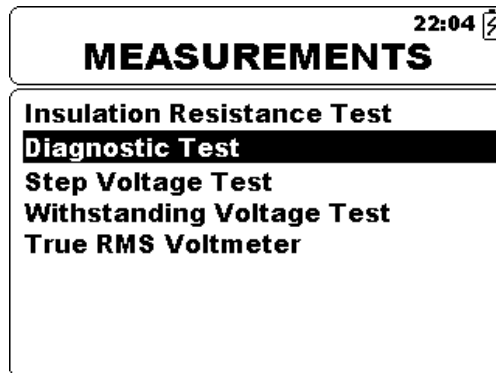 22:04
MEASUREMENTS
Insulation Resistance Test
Diagnostic Test
Step Voltage Test
Withstanding Voltage Test
True RMS Voltmeter